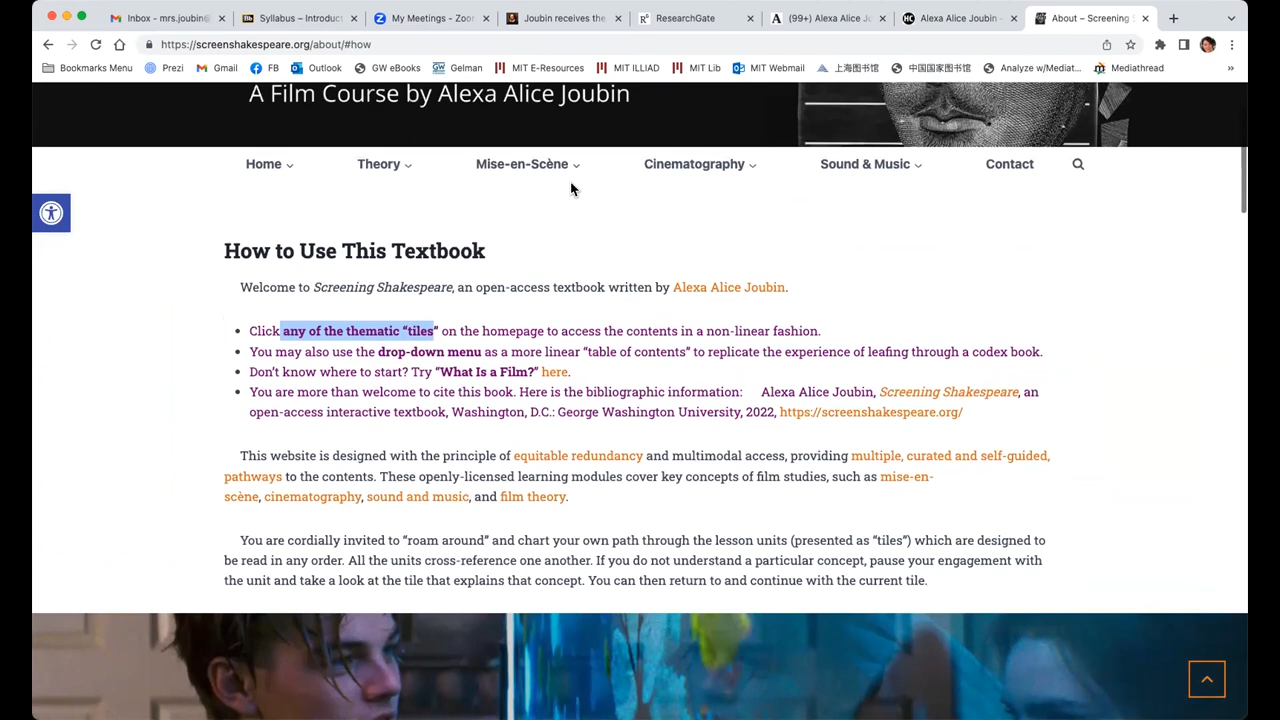 Inbox - mrs.joubin@
Syllabus – Introduct
My Meetings - Zoom
Joubin receives the
ResearchGate
(99+) Alexa Alice Jo
Alexa Alice Joubin –
About – Screening S
https://screenshakespeare.org/about/#how
Bookmarks Menu
Prezi
Gmail
FB
Outlook
GW eBooks
Gelman
MIT E-Resources
MIT ILLIAD
MIT Lib
MIT Webmail
上海图书馆
中国国家图书馆
Analyze w/Mediat...
Mediathread
»
A Film Course by Alexa Alice Joubin
Home
Theory
Mise-en-Scène
Cinematography
Sound & Music
Contact
How to Use This Textbook
Welcome to Screening Shakespeare, an open-access textbook written by Alexa Alice Joubin.
• Click any of the thematic “tiles” on the homepage to access the contents in a non-linear fashion.
• You may also use the drop-down menu as a more linear “table of contents” to replicate the experience of leafing through a codex book.
• Don’t know where to start? Try “What Is a Film?” here.
• You are more than welcome to cite this book. Here is the bibliographic information: Alexa Alice Joubin, Screening Shakespeare, an
open-access interactive textbook, Washington, D.C.: George Washington University, 2022, https://screenshakespeare.org/
This website is designed with the principle of equitable redundancy and multimodal access, providing multiple, curated and self-guided,
pathways to the contents. These openly-licensed learning modules cover key concepts of film studies, such as mise-en-
scène, cinematography, sound and music, and film theory.
You are cordially invited to “roam around” and chart your own path through the lesson units (presented as “tiles”) which are designed to
be read in any order. All the units cross-reference one another. If you do not understand a particular concept, pause your engagement with
the unit and take a look at the tile that explains that concept. You can then return to and continue with the current tile.